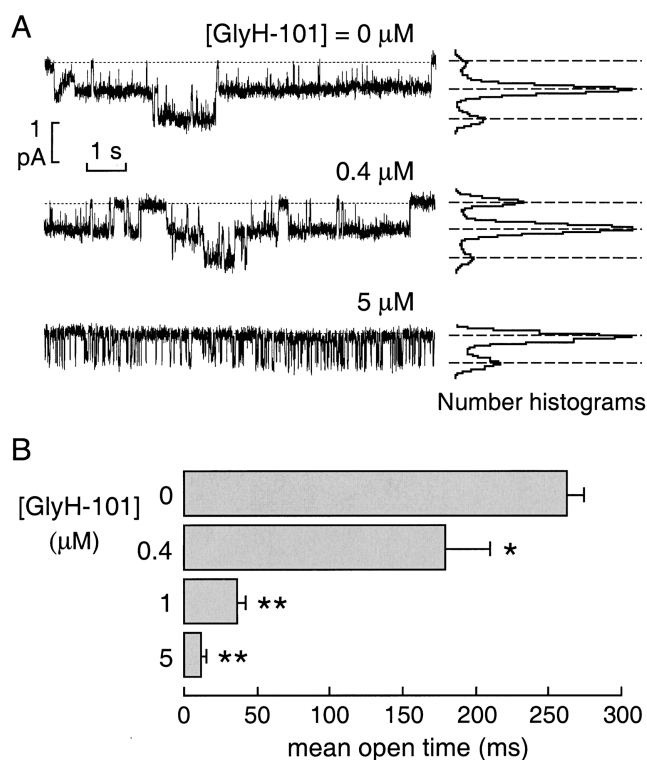 A
[GlyH-101] = 0 μM
1
pA
1 s
0.4 μM
5 μM
Number histograms
B
[GlyH-101]
(μM)
0
0.4
*
1
**
5
**
0 50 100 150 200 250 300
mean open time (ms)